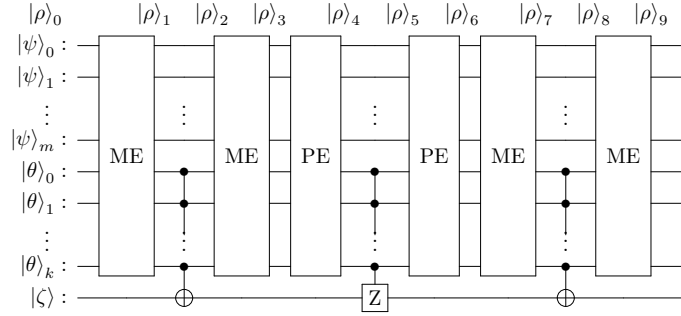 |ρ⟩₀ |ρ⟩₁ |ρ⟩₂ |ρ⟩₃ |ρ⟩₄ |ρ⟩₅ |ρ⟩₆ |ρ⟩₇ |ρ⟩₈ |ρ⟩₉
|ψ⟩₀ :
|ψ⟩₁ :
⋮ ⋮ ⋮ ⋮
|ψ⟩ₘ :
ME ME PE PE ME ME
|θ⟩₀ :
|θ⟩₁ :
⋮ ⋮ ⋮ ⋮
|θ⟩ₖ :
|ζ⟩ : Z